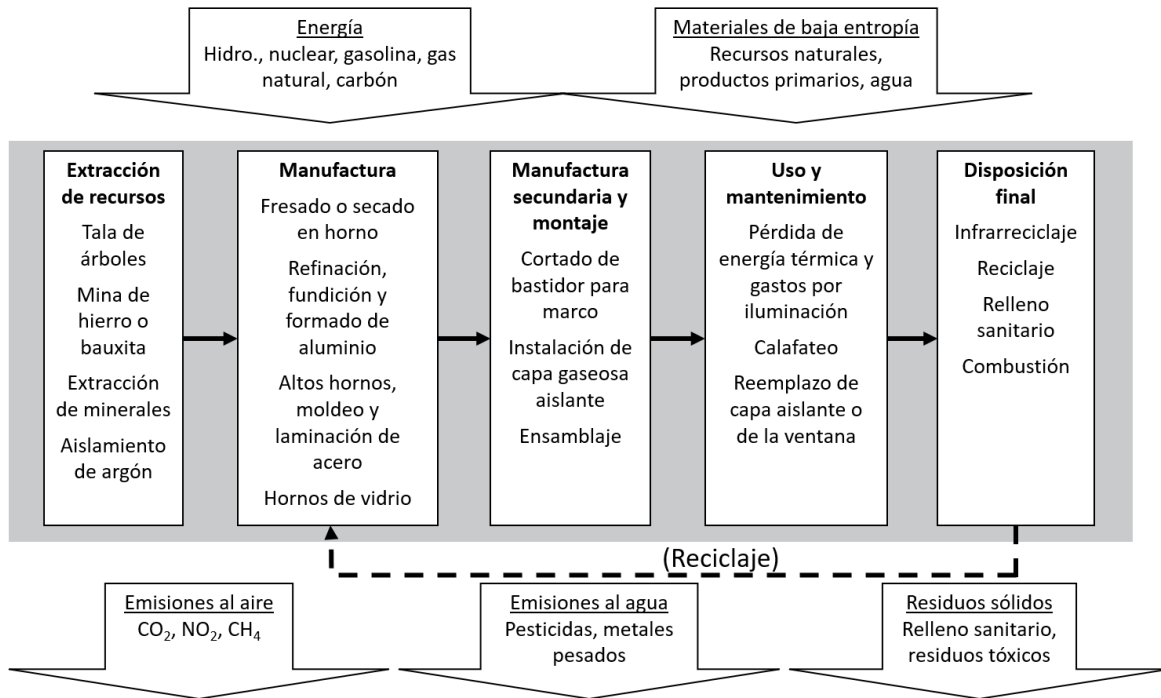 Energía
Hidro., nuclear, gasolina, gas
natural, carbón
Materiales de baja entropía
Recursos naturales,
productos primarios, agua
Extracción
de recursos
Tala de
árboles
Mina de
hierro o
bauxita
Extracción
de minerales
Aislamiento
de argón
Manufactura
Fresado o secado
en horno
Refinación,
fundición y
formado de
aluminio
Altos hornos,
moldeo y
laminación de
acero
Hornos de vidrio
Manufactura
secundaria y
montaje
Cortado de
bastidor para
marco
Instalación de
capa gaseosa
aislante
Ensamblaje
Uso y
mantenimiento
Pérdida de
energía térmica y
gastos por
iluminación
Calafateo
Reemplazo de
capa aislante o
de la ventana
Disposición
final
Infrarreciclaje
Reciclaje
Relleno
sanitario
Combustión
(Reciclaje)
Emisiones al aire
CO₂, NO₂, CH₄
Emisiones al agua
Pesticidas, metales
pesados
Residuos sólidos
Relleno sanitario,
residuos tóxicos